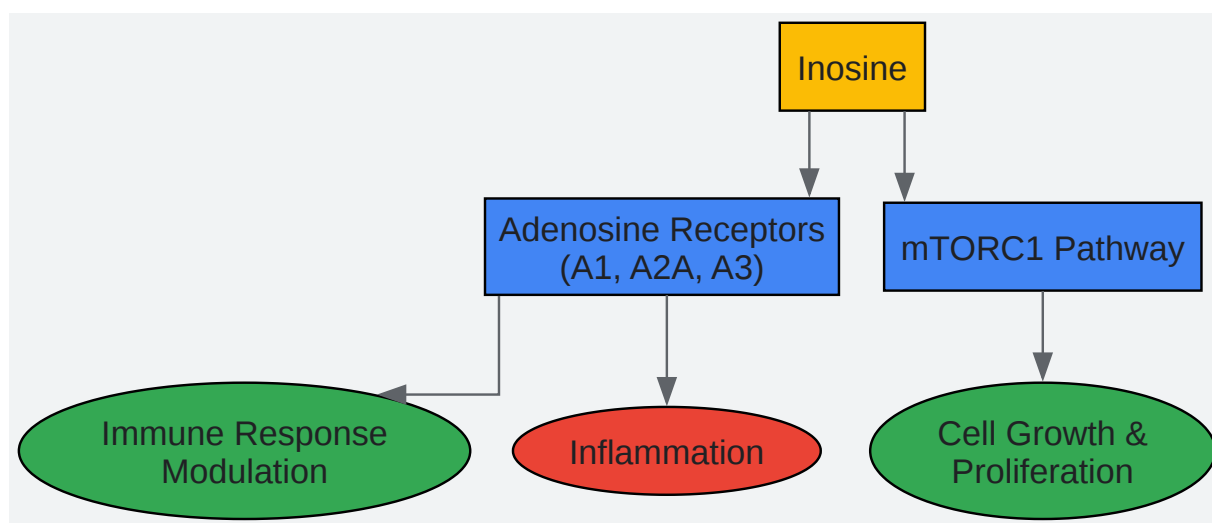 Inosine
Adenosine Receptors
(A1, A2A, A3)
mTORC1 Pathway
Immune Response
Modulation
Inflammation
Cell Growth &
Proliferation